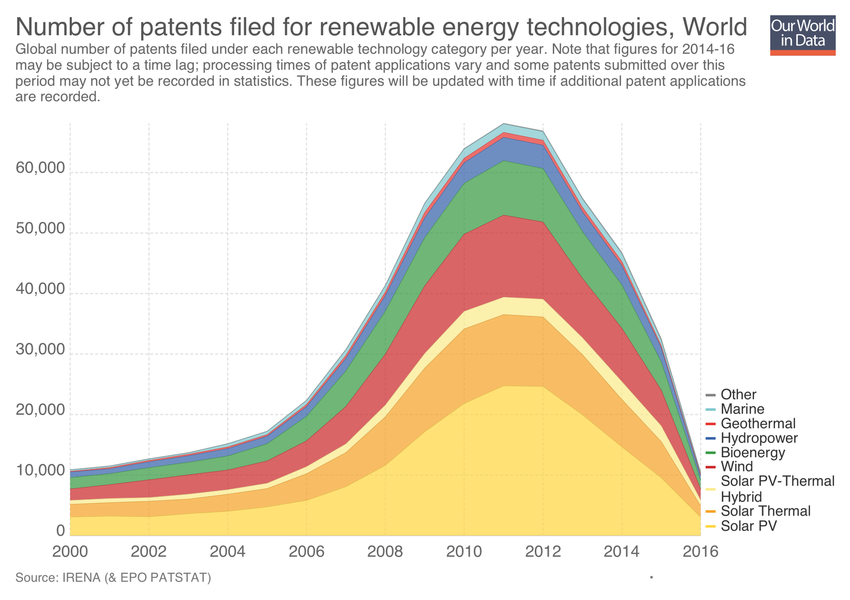 Number of patents filed for renewable energy technologies, World
Our World
in Data
Global number of patents filed under each renewable technology category per year. Note that figures for 2014-16
may be subject to a time lag; processing times of patent applications vary and some patents submitted over this
period may not yet be recorded in statistics. These figures will be updated with time if additional patent applications
are recorded.
60,000
50,000
40,000
30,000
20,000
10,000
0
Other
Marine
Geothermal
Hydropower
Bioenergy
Wind
Solar PV-Thermal
Hybrid
Solar Thermal
Solar PV
2000 2002 2004 2006 2008 2010 2012 2014 2016
Source: IRENA (& EPO PATSTAT)